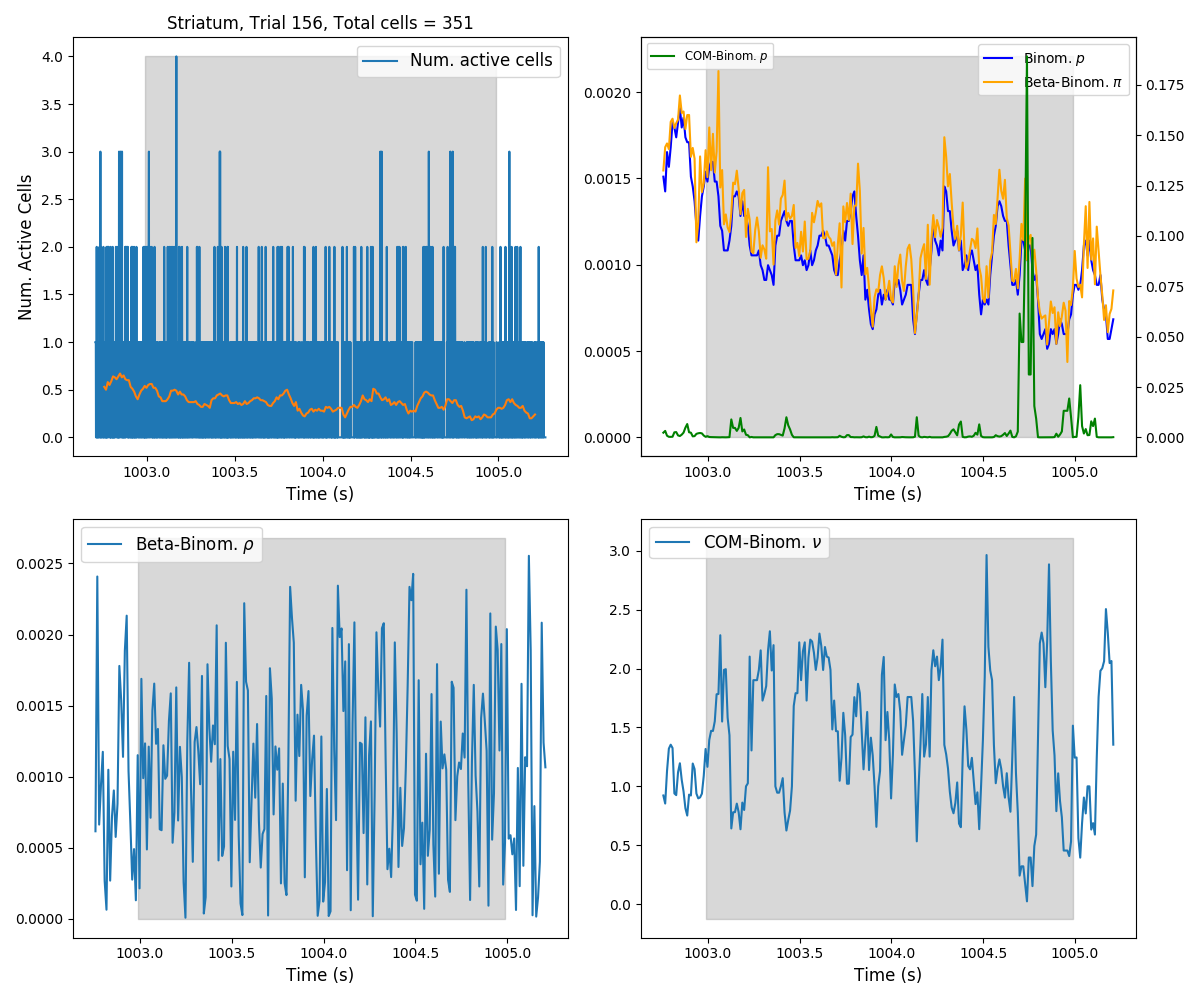 Striatum, Trial 156, Total cells = 351
Num. active cells
Num. Active Cells
4.0
3.5
3.0
2.5
2.0
1.5
1.0
0.5
0.0
1003.0 1003.5 1004.0 1004.5 1005.0
Time (s)
COM-Binom. p
Binom. p
Beta-Binom. π
0.0020
0.0015
0.0010
0.0005
0.0000
0.175
0.150
0.125
0.100
0.075
0.050
0.025
0.000
1003.0 1003.5 1004.0 1004.5 1005.0
Time (s)
Beta-Binom. ρ
0.0025
0.0020
0.0015
0.0010
0.0005
0.0000
1003.0 1003.5 1004.0 1004.5 1005.0
Time (s)
COM-Binom. ν
3.0
2.5
2.0
1.5
1.0
0.5
0.0
1003.0 1003.5 1004.0 1004.5 1005.0
Time (s)